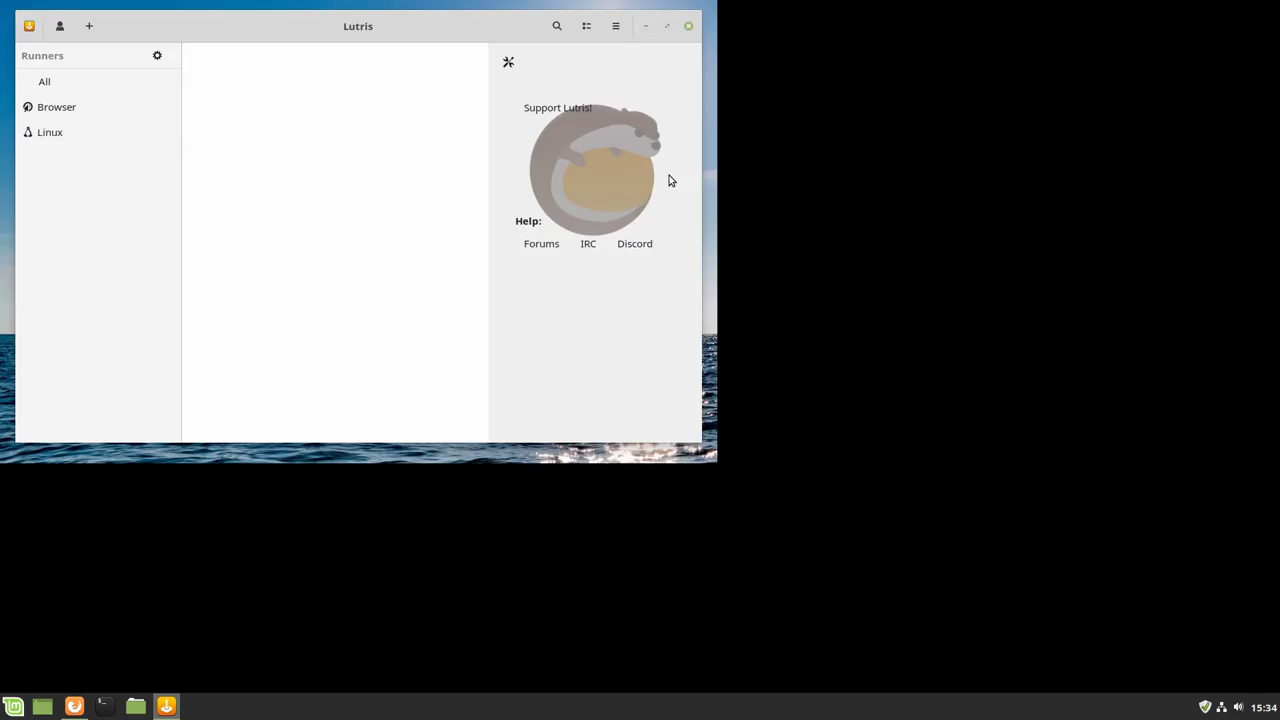 Lutris
Runners
All
Browser
Linux
Support Lutris!
Help:
Forums IRC Discord
15:34